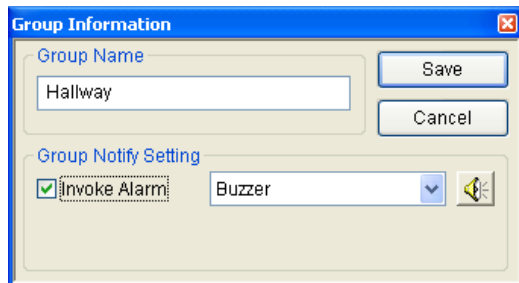 Group Information
Group Name
Save
Hallway
Cancel
Group Notify Setting
Invoke Alarm
Buzzer